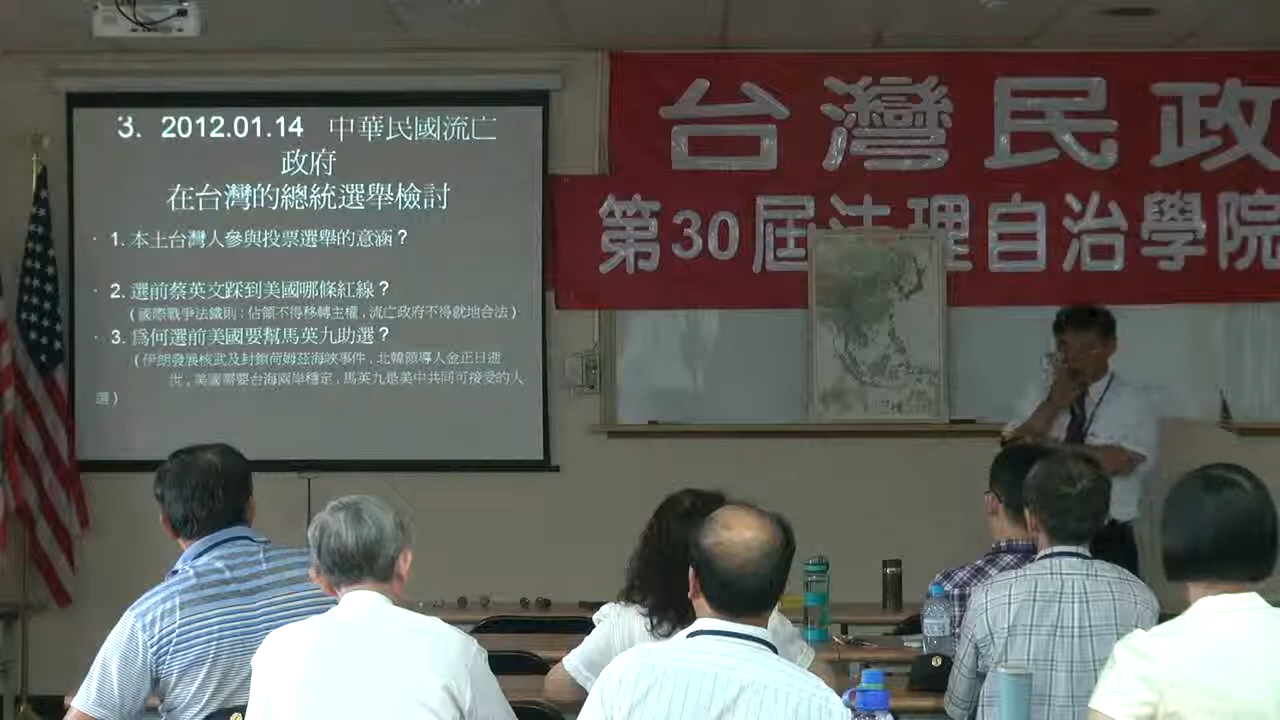 3. 2012.01.14 中華民國流亡
政府
在台灣的總統選舉檢討
· 1. 本土台灣人參與投票選舉的意涵？
· 2. 選前蔡英文踩到美國哪條紅線？
（國際戰爭法鐵則：佔領不得移轉主權，流亡政府不得就地合法）
· 3. 為何選前美國要幫馬英九助選？
（伊朗發展核武及封鎖荷姆茲海峽事件，北韓領導人金正日逝
世，美國需要台海兩岸穩定，馬英九是美中共同可接受的人
選）
台灣民政
第30屆法理自治學院